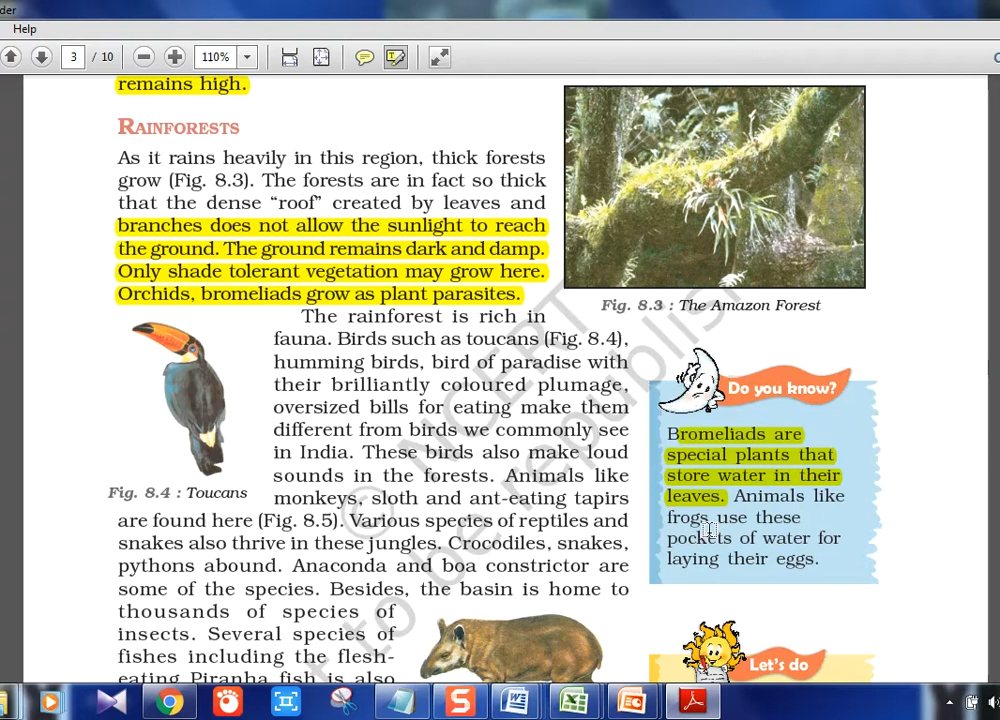 der
Help
3 / 10
110%
remains high.
RAINFORESTS
As it rains heavily in this region, thick forests
grow (Fig. 8.3). The forests are in fact so thick
that the dense “roof” created by leaves and
branches does not allow the sunlight to reach
the ground. The ground remains dark and damp.
Only shade tolerant vegetation may grow here.
Orchids, bromeliads grow as plant parasites.
Fig. 8.3 : The Amazon Forest
The rainforest is rich in
fauna. Birds such as toucans (Fig. 8.4),
humming birds, bird of paradise with
their brilliantly coloured plumage,
oversized bills for eating make them
different from birds we commonly see
in India. These birds also make loud
sounds in the forests. Animals like
monkeys, sloth and ant-eating tapirs
are found here (Fig. 8.5). Various species of reptiles and
snakes also thrive in these jungles. Crocodiles, snakes,
pythons abound. Anaconda and boa constrictor are
some of the species. Besides, the basin is home to
thousands of species of
insects. Several species of
fishes including the flesh-
eating Piranha fish is also
Fig. 8.4 : Toucans
Do you know?
Bromeliads are
special plants that
store water in their
leaves. Animals like
frogs use these
pockets of water for
laying their eggs.
Let’s do
© NCERT
t to be republis